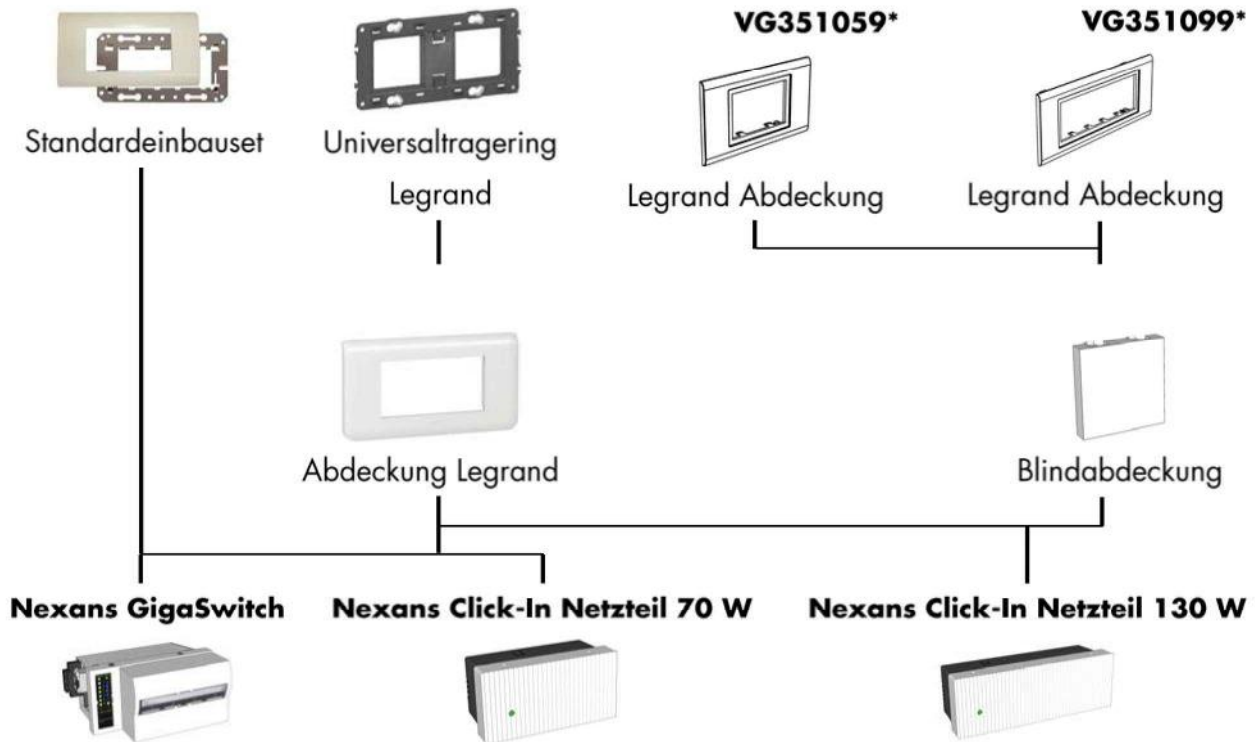 VG351059*
VG351099*
Standardeinbauset
Universaltragering
Legrand
Legrand Abdeckung
Legrand Abdeckung
Abdeckung Legrand
Blindabdeckung
Nexans GigaSwitch
Nexans Click-In Netzteil 70 W
Nexans Click-In Netzteil 130 W